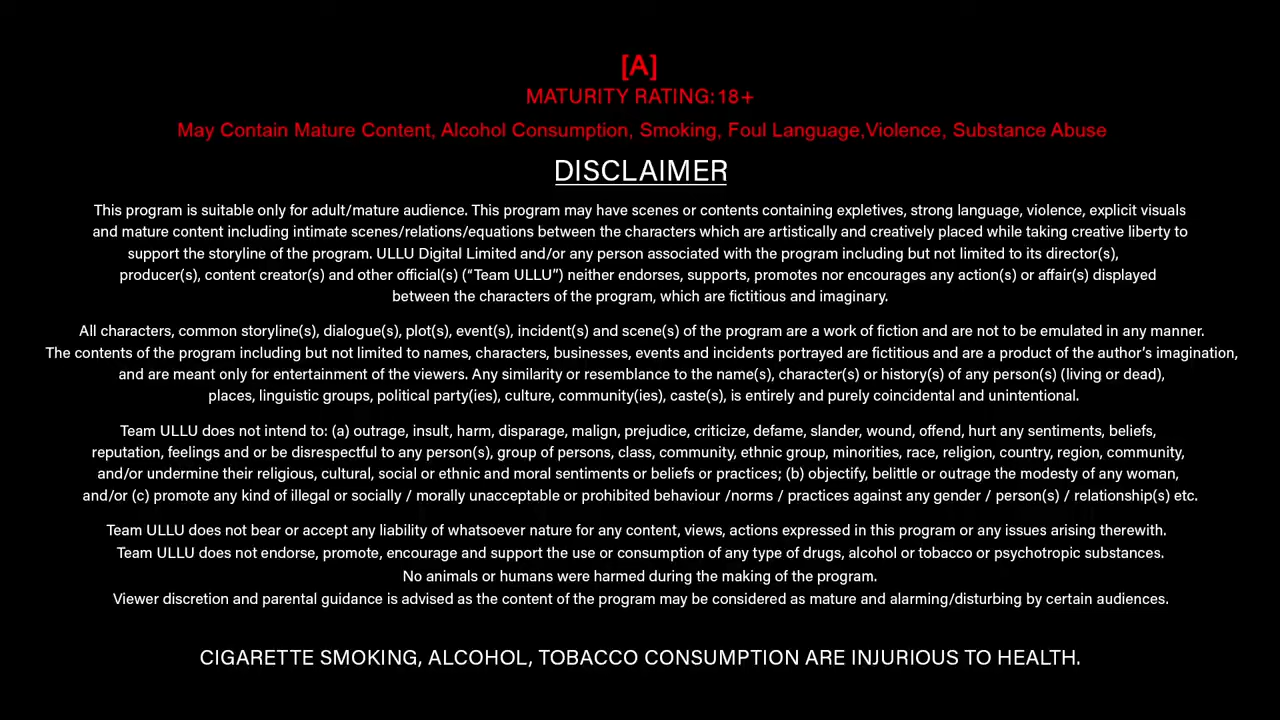 [A]
MATURITY RATING:18+
May Contain Mature Content, Alcohol Consumption, Smoking, Foul Language,Violence, Substance Abuse
DISCLAIMER
This program is suitable only for adult/mature audience. This program may have scenes or contents containing expletives, strong language, violence, explicit visuals
and mature content including intimate scenes/relations/equations between the characters which are artistically and creatively placed while taking creative liberty to
support the storyline of the program. ULLU Digital Limited and/or any person associated with the program including but not limited to its director(s),
producer(s), content creator(s) and other official(s) (“Team ULLU”) neither endorses, supports, promotes nor encourages any action(s) or affair(s) displayed
between the characters of the program, which are fictitious and imaginary.
All characters, common storyline(s), dialogue(s), plot(s), event(s), incident(s) and scene(s) of the program are a work of fiction and are not to be emulated in any manner.
The contents of the program including but not limited to names, characters, businesses, events and incidents portrayed are fictitious and are a product of the author’s imagination,
and are meant only for entertainment of the viewers. Any similarity or resemblance to the name(s), character(s) or history(s) of any person(s) (living or dead),
places, linguistic groups, political party(ies), culture, community(ies), caste(s), is entirely and purely coincidental and unintentional.
Team ULLU does not intend to: (a) outrage, insult, harm, disparage, malign, prejudice, criticize, defame, slander, wound, offend, hurt any sentiments, beliefs,
reputation, feelings and or be disrespectful to any person(s), group of persons, class, community, ethnic group, minorities, race, religion, country, region, community,
and/or undermine their religious, cultural, social or ethnic and moral sentiments or beliefs or practices; (b) objectify, belittle or outrage the modesty of any woman,
and/or (c) promote any kind of illegal or socially / morally unacceptable or prohibited behaviour /norms / practices against any gender / person(s) / relationship(s) etc.
Team ULLU does not bear or accept any liability of whatsoever nature for any content, views, actions expressed in this program or any issues arising therewith.
Team ULLU does not endorse, promote, encourage and support the use or consumption of any type of drugs, alcohol or tobacco or psychotropic substances.
No animals or humans were harmed during the making of the program.
Viewer discretion and parental guidance is advised as the content of the program may be considered as mature and alarming/disturbing by certain audiences.
CIGARETTE SMOKING, ALCOHOL, TOBACCO CONSUMPTION ARE INJURIOUS TO HEALTH.